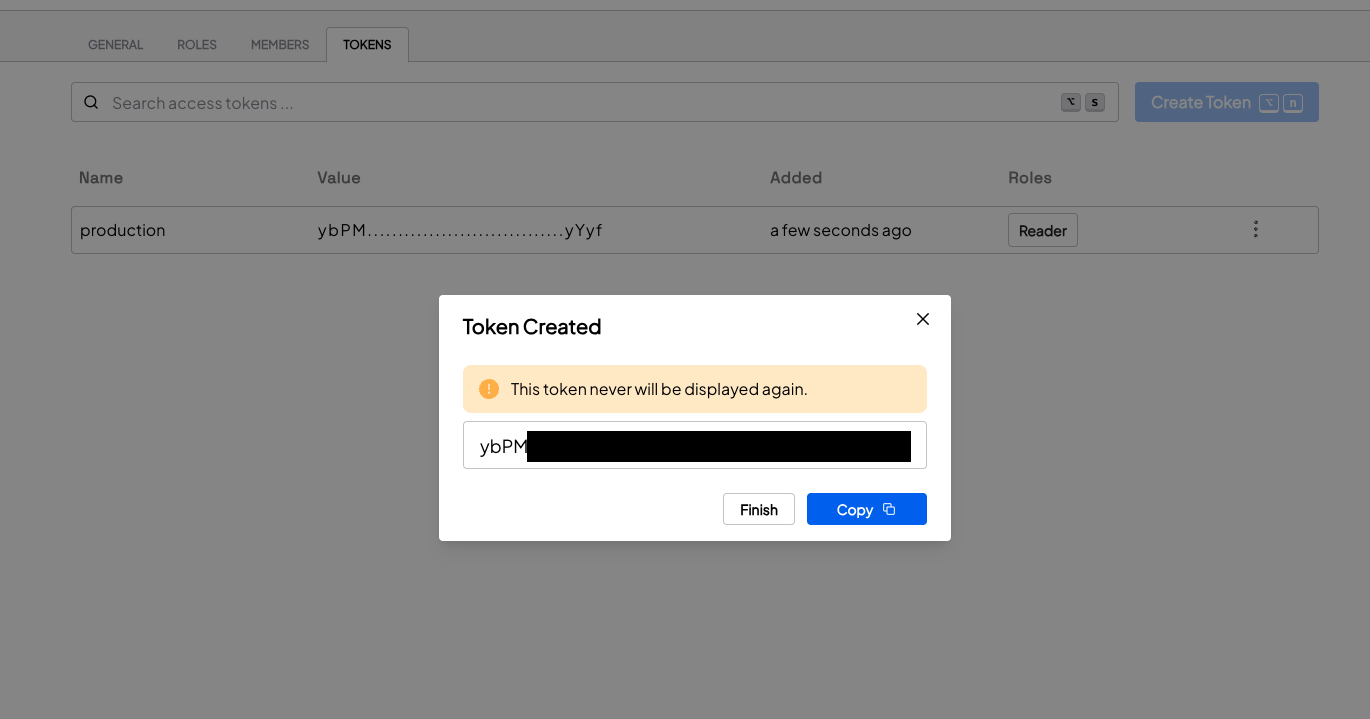 GENERAL ROLES MEMBERS TOKENS
Search access tokens ... ⌥ s Create Token ⌥ n
Name Value Added Roles
production ybPM................................yYyf a few seconds ago Reader
Token Created
This token never will be displayed again.
ybPM
Finish Copy